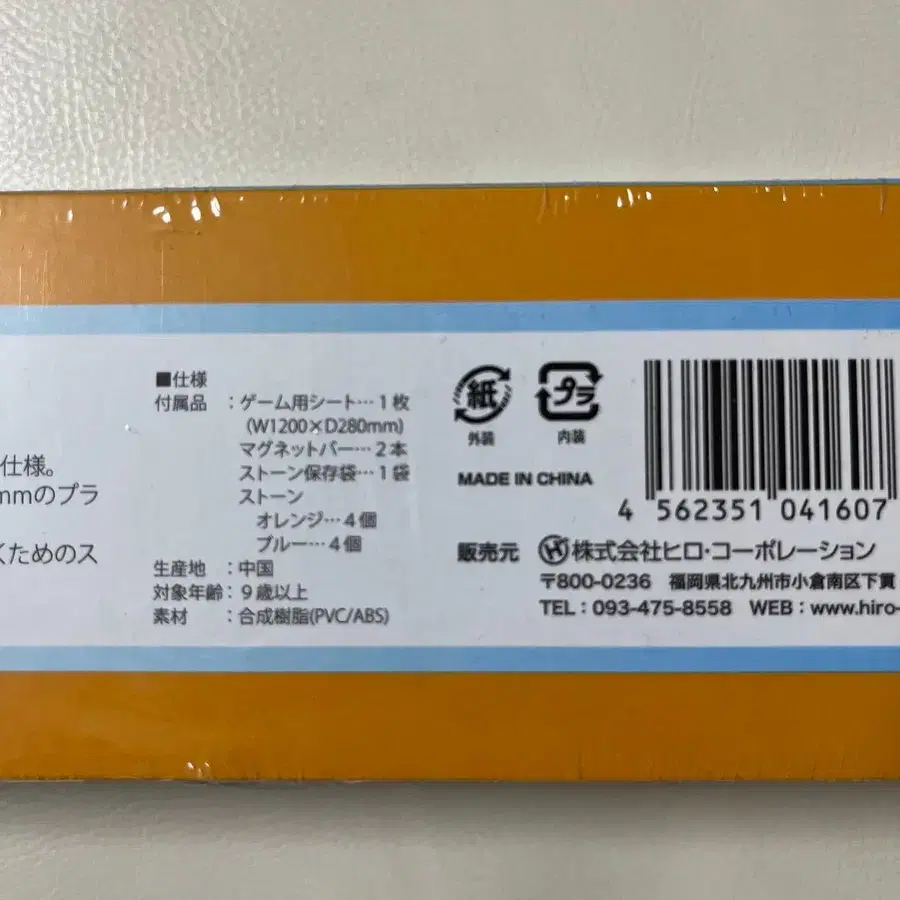 仕様。
mmのプラ
くためのス
■仕様
付属品 ：ゲーム用シート…1枚
（W1200×D280mm）
マグネットバー…2本
ストーン保存袋…1袋
ストーン
オレンジ…4個
ブルー…4個
生産地 ：中国
対象年齢：9歳以上
素材 ：合成樹脂(PVC/ABS)
紙
外装
プラ
内装
MADE IN CHINA
4 562351 041607
販売元 H 株式会社ヒロ・コーポレーション
〒800-0236 福岡県北九州市小倉南区下貫
TEL：093-475-8558 WEB：www.hiro-